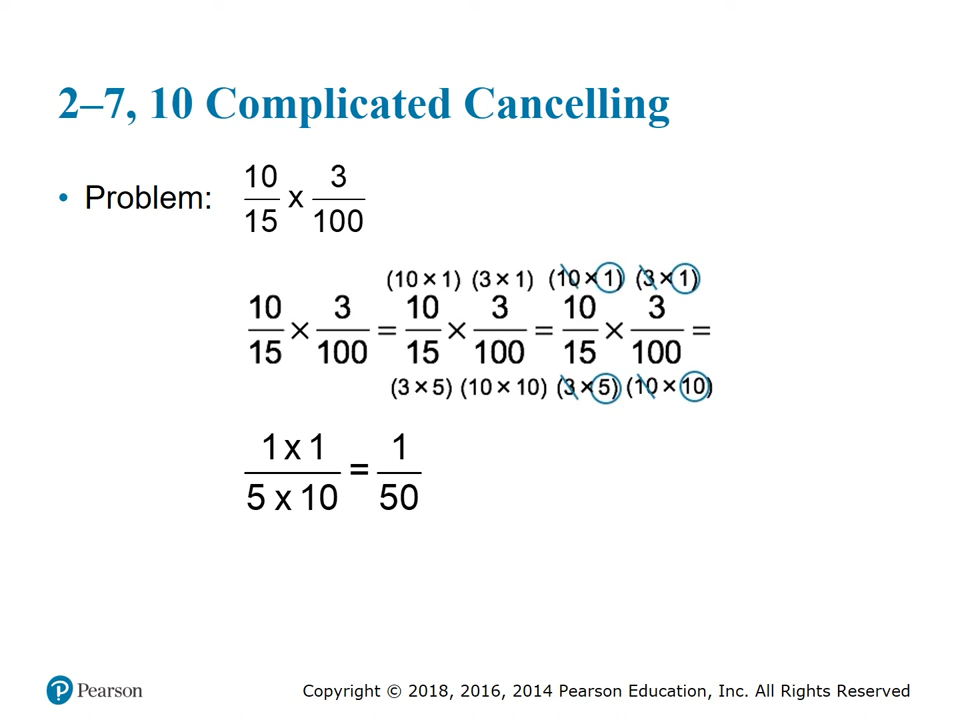 2–7, 10 Complicated Cancelling
• Problem: 10/15 x 3/100
(10 × 1) (3 × 1) (10 × 1) (3 × 1)
10/15 × 3/100 = 10/15 × 3/100 = 10/15 × 3/100 =
(3 × 5) (10 × 10) (3 × 5) (10 × 10)
1 x 1/5 x 10 = 1/50
Pearson
Copyright © 2018, 2016, 2014 Pearson Education, Inc. All Rights Reserved